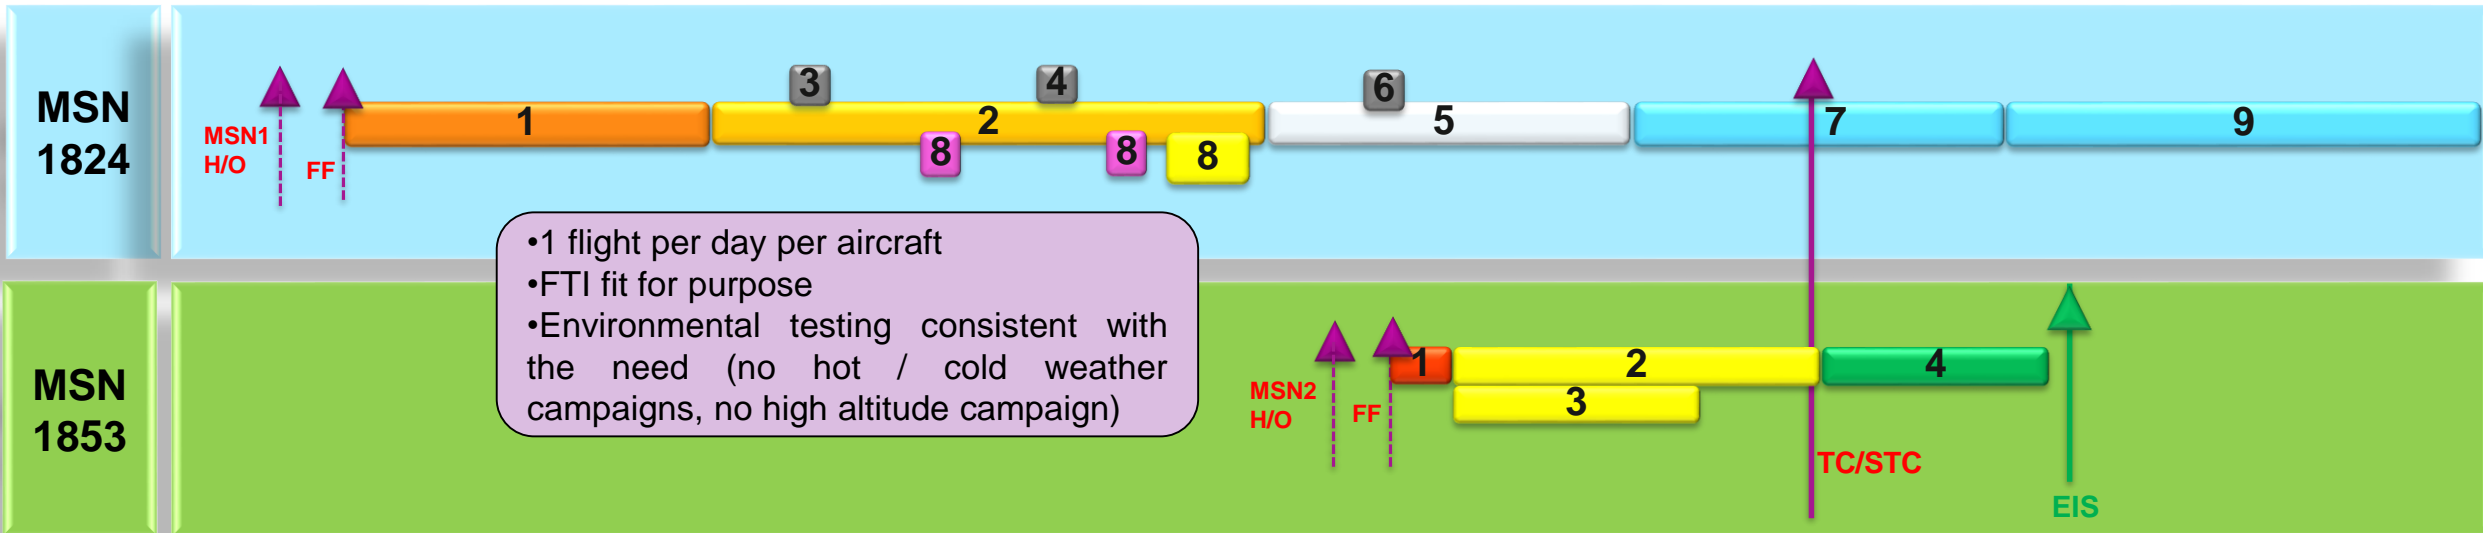 MSN
1824
MSN1
H/O
FF
1
3
2
4
8
8
8
6
5
7
9
•1 flight per day per aircraft
•FTI fit for purpose
•Environmental testing consistent with
the need (no hot / cold weather
campaigns, no high altitude campaign)
MSN
1853
MSN2
H/O
FF
1
2
3
4
TC/STC
EIS